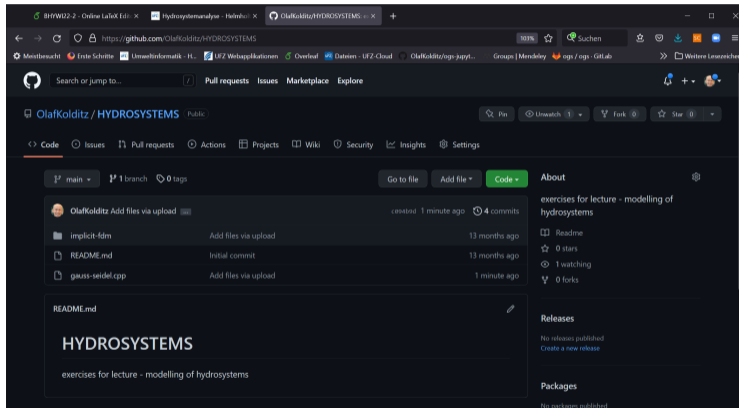 BHYWI22-2 - Online LaTeX Edit
Hydrosystemanalyse - Helmhol
OlafKolditz/HYDROSYSTEMS: ex
https://github.com/OlafKolditz/HYDROSYSTEMS
103%
Suchen
Meistbesucht
Erste Schritte
Umweltinformatik - H...
UFZ Webapplikationen
Overleaf
Dateien - UFZ-Cloud
OlafKolditz/ogs-jupyt...
Groups | Mendeley
ogs / ogs · GitLab
Weitere Lesezeichen
Search or jump to...
/
Pull requests
Issues
Marketplace
Explore
OlafKolditz / HYDROSYSTEMS
Public
Pin
Unwatch 1
Fork 0
Star 0
Code
Issues
Pull requests
Actions
Projects
Wiki
Security
Insights
Settings
main
1 branch
0 tags
Go to file
Add file
Code
OlafKolditz Add files via upload
1 minute ago
4 commits
implicit-fdm
Add files via upload
13 months ago
README.md
Initial commit
13 months ago
gauss-seidel.cpp
Add files via upload
1 minute ago
README.md
HYDROSYSTEMS
exercises for lecture - modelling of hydrosystems
About
exercises for lecture - modelling of
hydrosystems
Readme
0 stars
1 watching
0 forks
Releases
No releases published
Create a new release
Packages
No packages published